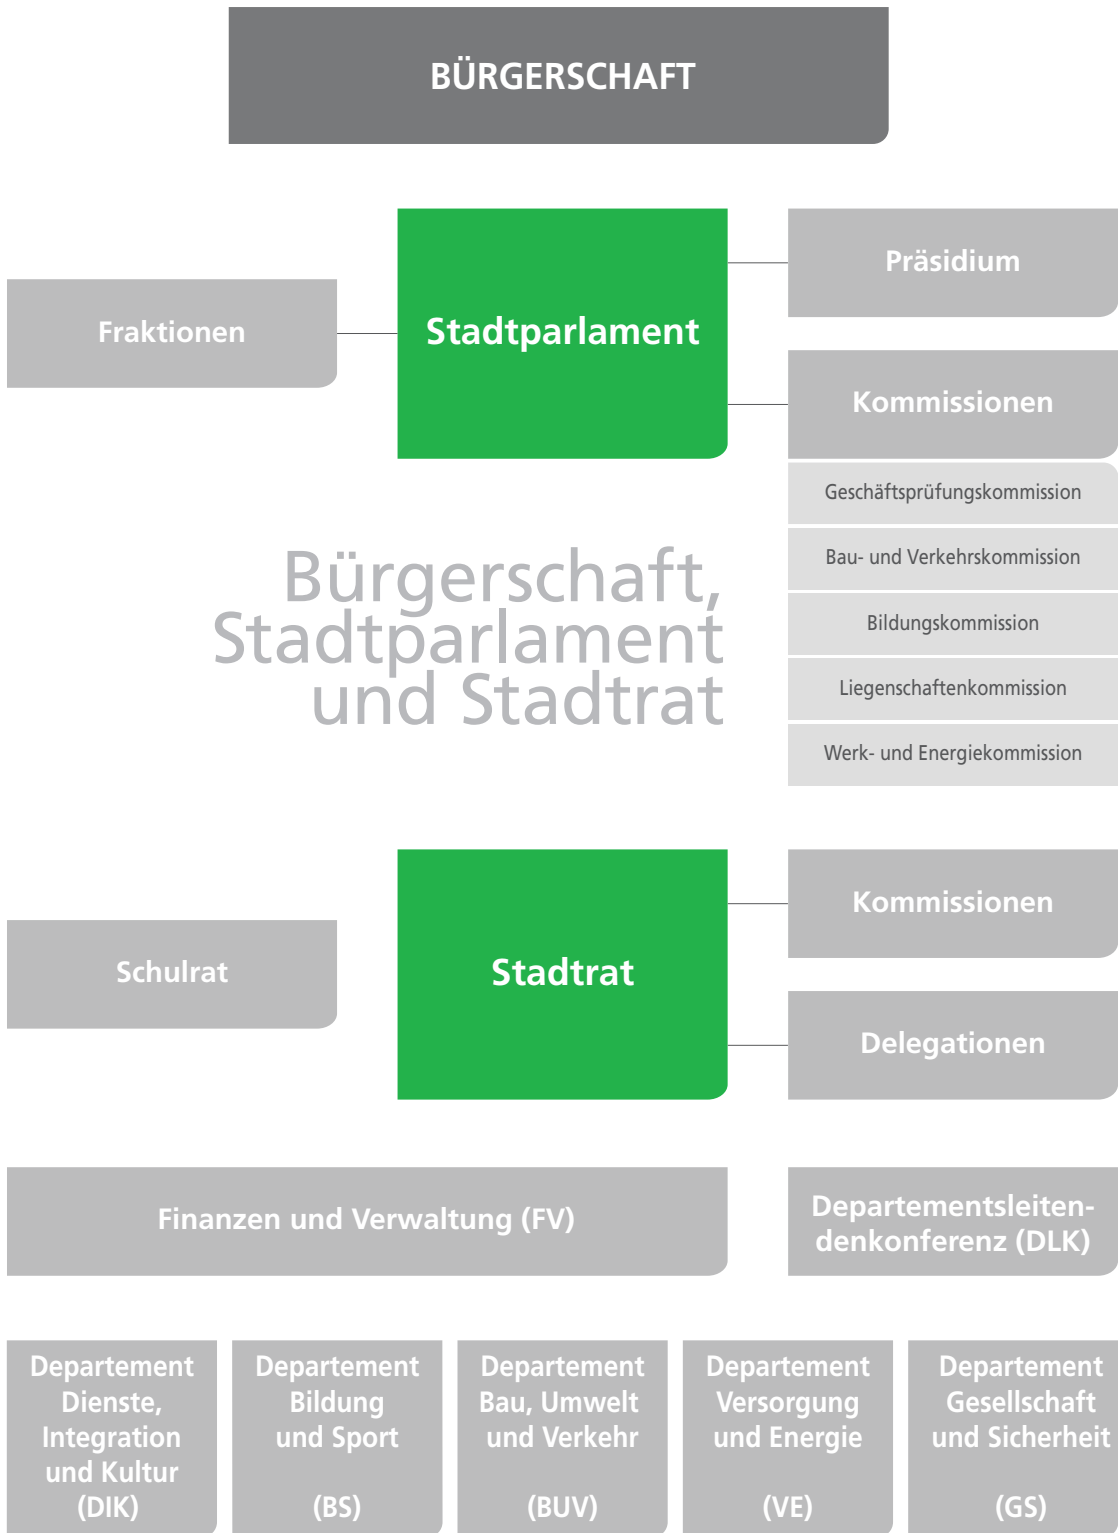 BÜRGERSCHAFT
Fraktionen
Stadtparlament
Präsidium
Kommissionen
Geschäftsprüfungskommission
Bau- und Verkehrskommission
Bildungskommission
Liegenschaftenkommission
Werk- und Energiekommission
Bürgerschaft,
Stadtparlament
und Stadtrat
Schulrat
Stadtrat
Kommissionen
Delegationen
Finanzen und Verwaltung (FV)
Departementsleiten-
denkonferenz (DLK)
Departement
Dienste,
Integration
und Kultur
(DIK)
Departement
Bildung
und Sport
(BS)
Departement
Bau, Umwelt
und Verkehr
(BUV)
Departement
Versorgung
und Energie
(VE)
Departement
Gesellschaft
und Sicherheit
(GS)